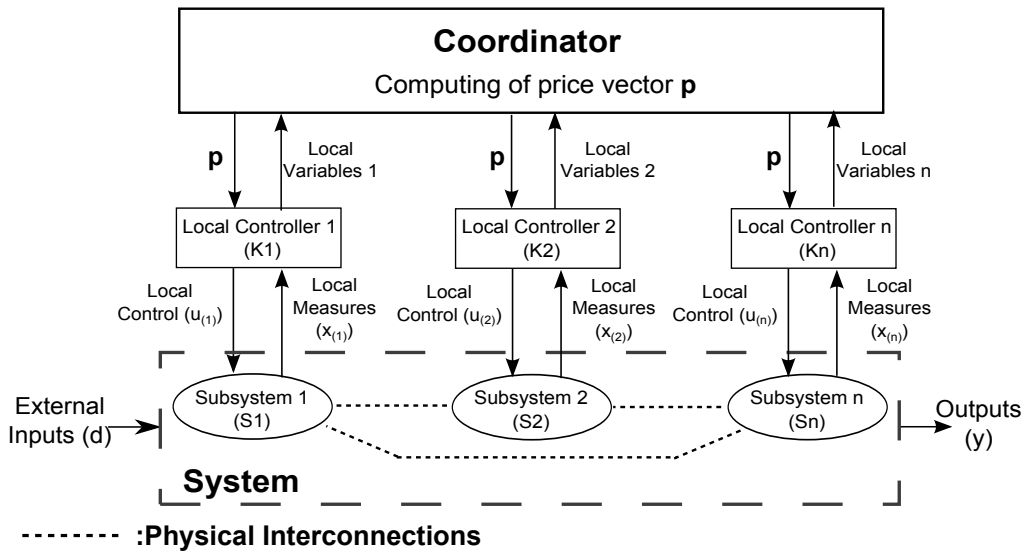 Coordinator
Computing of price vector p
p
Local
Variables 1
p
Local
Variables 2
p
Local
Variables n
Local Controller 1
(K1)
Local Controller 2
(K2)
Local Controller n
(Kn)
Local
Control (u(1))
Local
Measures
(x(1))
Local
Control (u(2))
Local
Measures
(x(2))
Local
Control (u(n))
Local
Measures
(x(n))
External
Inputs (d)
Subsystem 1
(S1)
Subsystem 2
(S2)
Subsystem n
(Sn)
Outputs
(y)
System
:Physical Interconnections